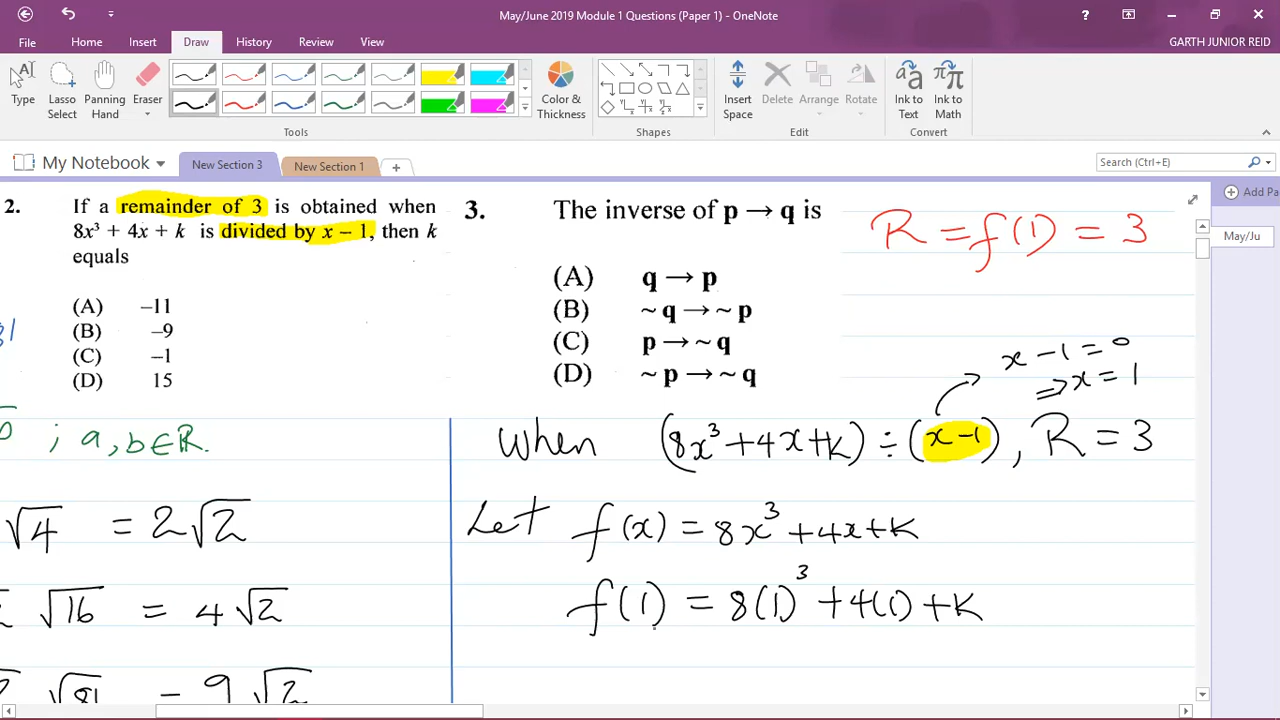 May/June 2019 Module 1 Questions (Paper 1) - OneNote
File Home Insert Draw History Review View
GARTH JUNIOR REID
Type
Lasso Select
Panning Hand
Eraser
Color & Thickness
Insert Space
Delete
Arrange
Rotate
Ink to Text
Ink to Math
Tools
Shapes
Edit
Convert
My Notebook
New Section 3
New Section 1
Search (Ctrl+E)
Add Pa
May/Ju
2. If a remainder of 3 is obtained when
8x³ + 4x + k is divided by x – 1, then k
equals
(A) –11
(B) –9
(C) –1
(D) 15
; a, b ∈ ℝ.
√4 = 2√2
√16 = 4√2
√81 – 9√2
3. The inverse of p → q is
(A) q → p
(B) ~ q → ~ p
(C) p → ~ q
(D) ~ p → ~ q
R = f(1) = 3
x – 1 = 0
⇒ x = 1
When (8x³ + 4x + k) ÷ (x – 1), R = 3
Let f(x) = 8x³ + 4x + k
f(1) = 8(1)³ + 4(1) + k